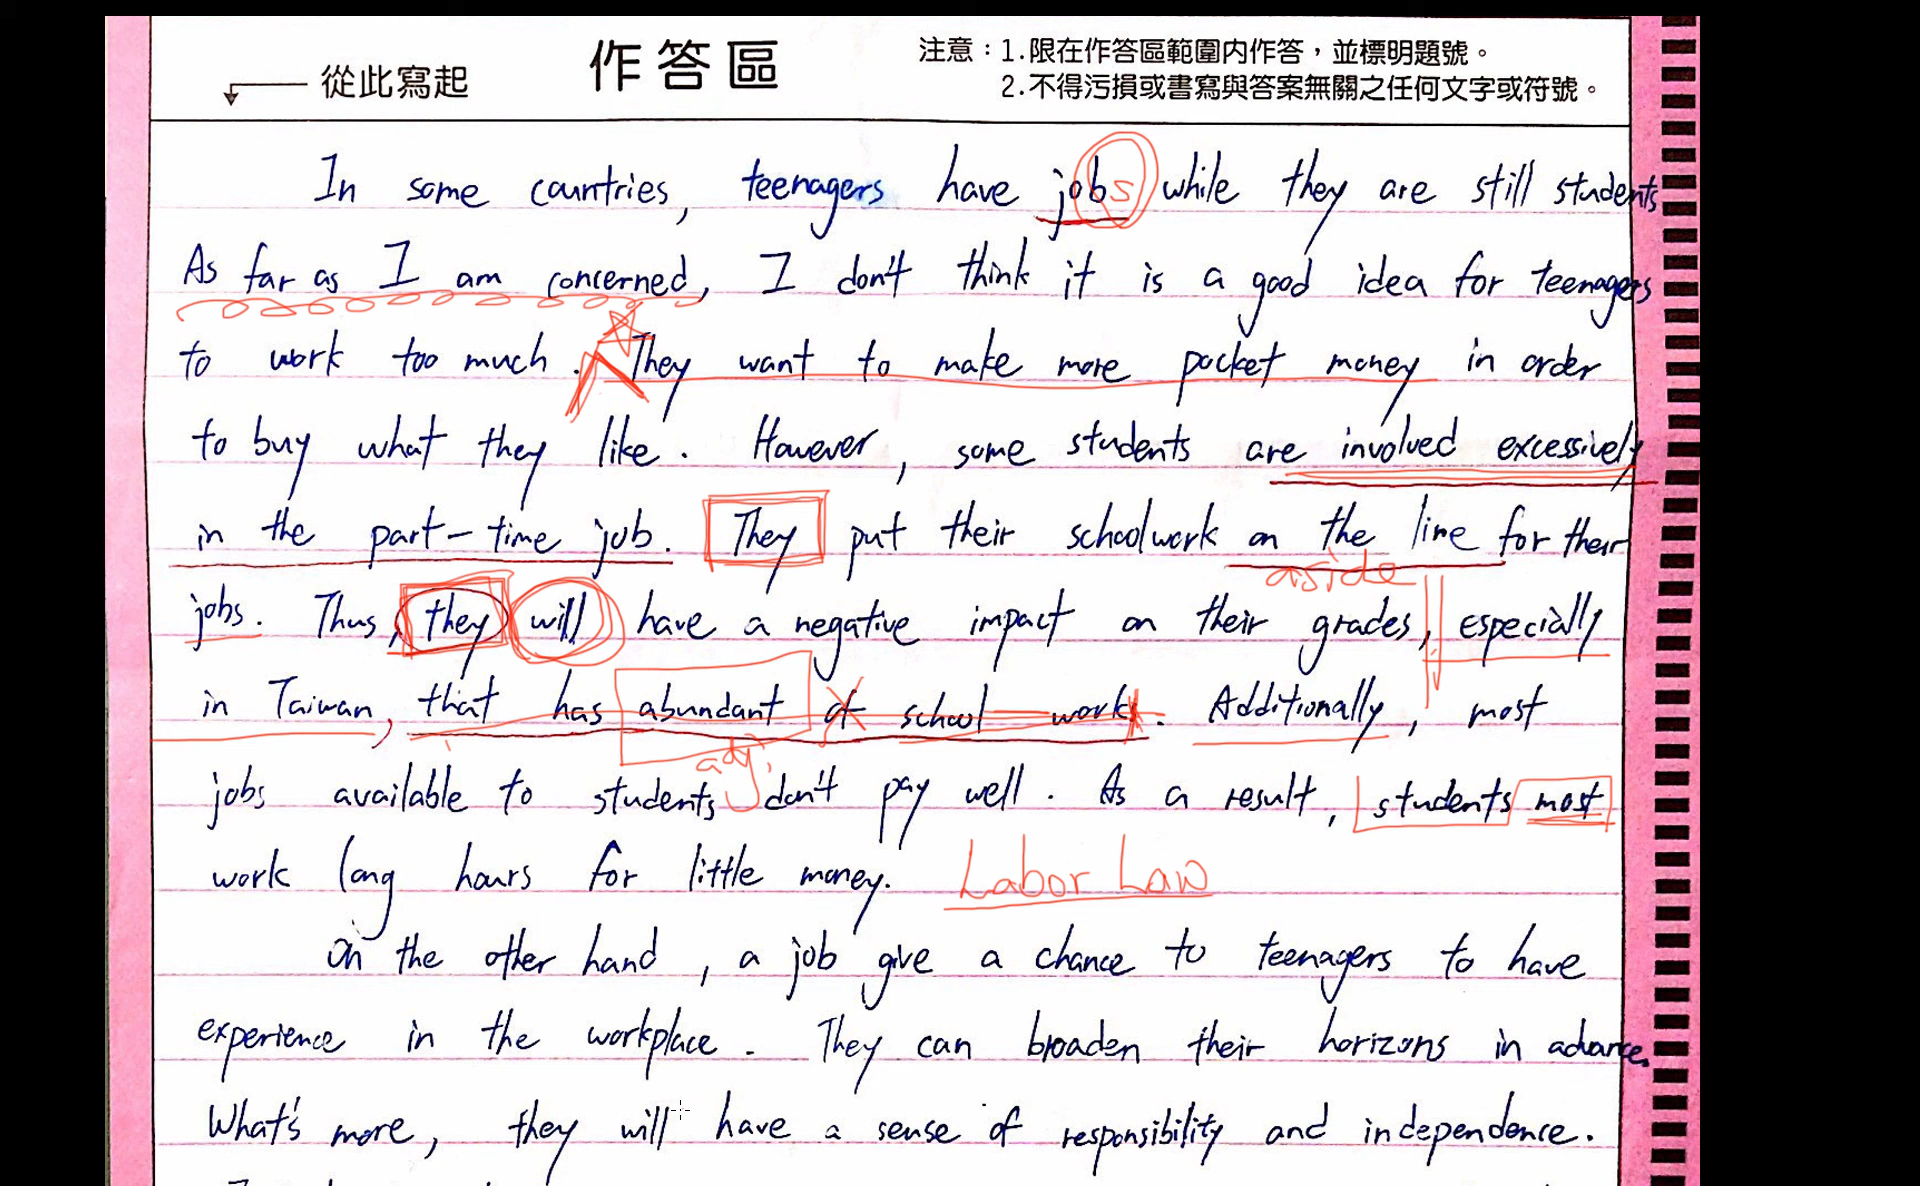 從此寫起
作答區
注意：1.限在作答區範圍內作答，並標明題號。
2.不得污損或書寫與答案無關之任何文字或符號。
In some countries, teenagers have jobs while they are still students
As far as I am concerned, I don't think it is a good idea for teenagers
to work too much. They want to make more pocket money in order
to buy what they like. However, some students are involved excessively
in the part-time job. They put their schoolwork on the line for their
aside
jobs. Thus, they will have a negative impact on their grades, especially
in Taiwan, that has abundant of school works. Additionally, most
adj.
jobs available to students don't pay well. As a result, students most
work long hours for little money. Labor Law
On the other hand, a job give a chance to teenagers to have
experience in the workplace. They can broaden their horizons in advance.
What's more, they will have a sense of responsibility and independence.